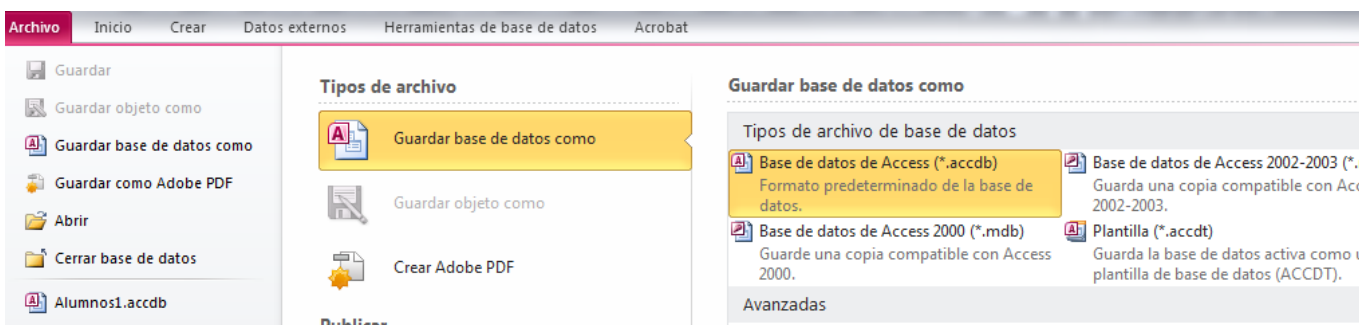 Archivo Inicio Crear Datos externos Herramientas de base de datos Acrobat
Guardar
Guardar objeto como
Guardar base de datos como
Guardar como Adobe PDF
Abrir
Cerrar base de datos
Alumnos1.accdb
Tipos de archivo
Guardar base de datos como
Guardar objeto como
Crear Adobe PDF
Publicar
Guardar base de datos como
Tipos de archivo de base de datos
Base de datos de Access (*.accdb)
Formato predeterminado de la base de
datos.
Base de datos de Access 2002-2003 (*.
Guarda una copia compatible con Acc
2002-2003.
Base de datos de Access 2000 (*.mdb)
Guarde una copia compatible con Access
2000.
Plantilla (*.accdt)
Guarda la base de datos activa como u
plantilla de base de datos (ACCDT).
Avanzadas